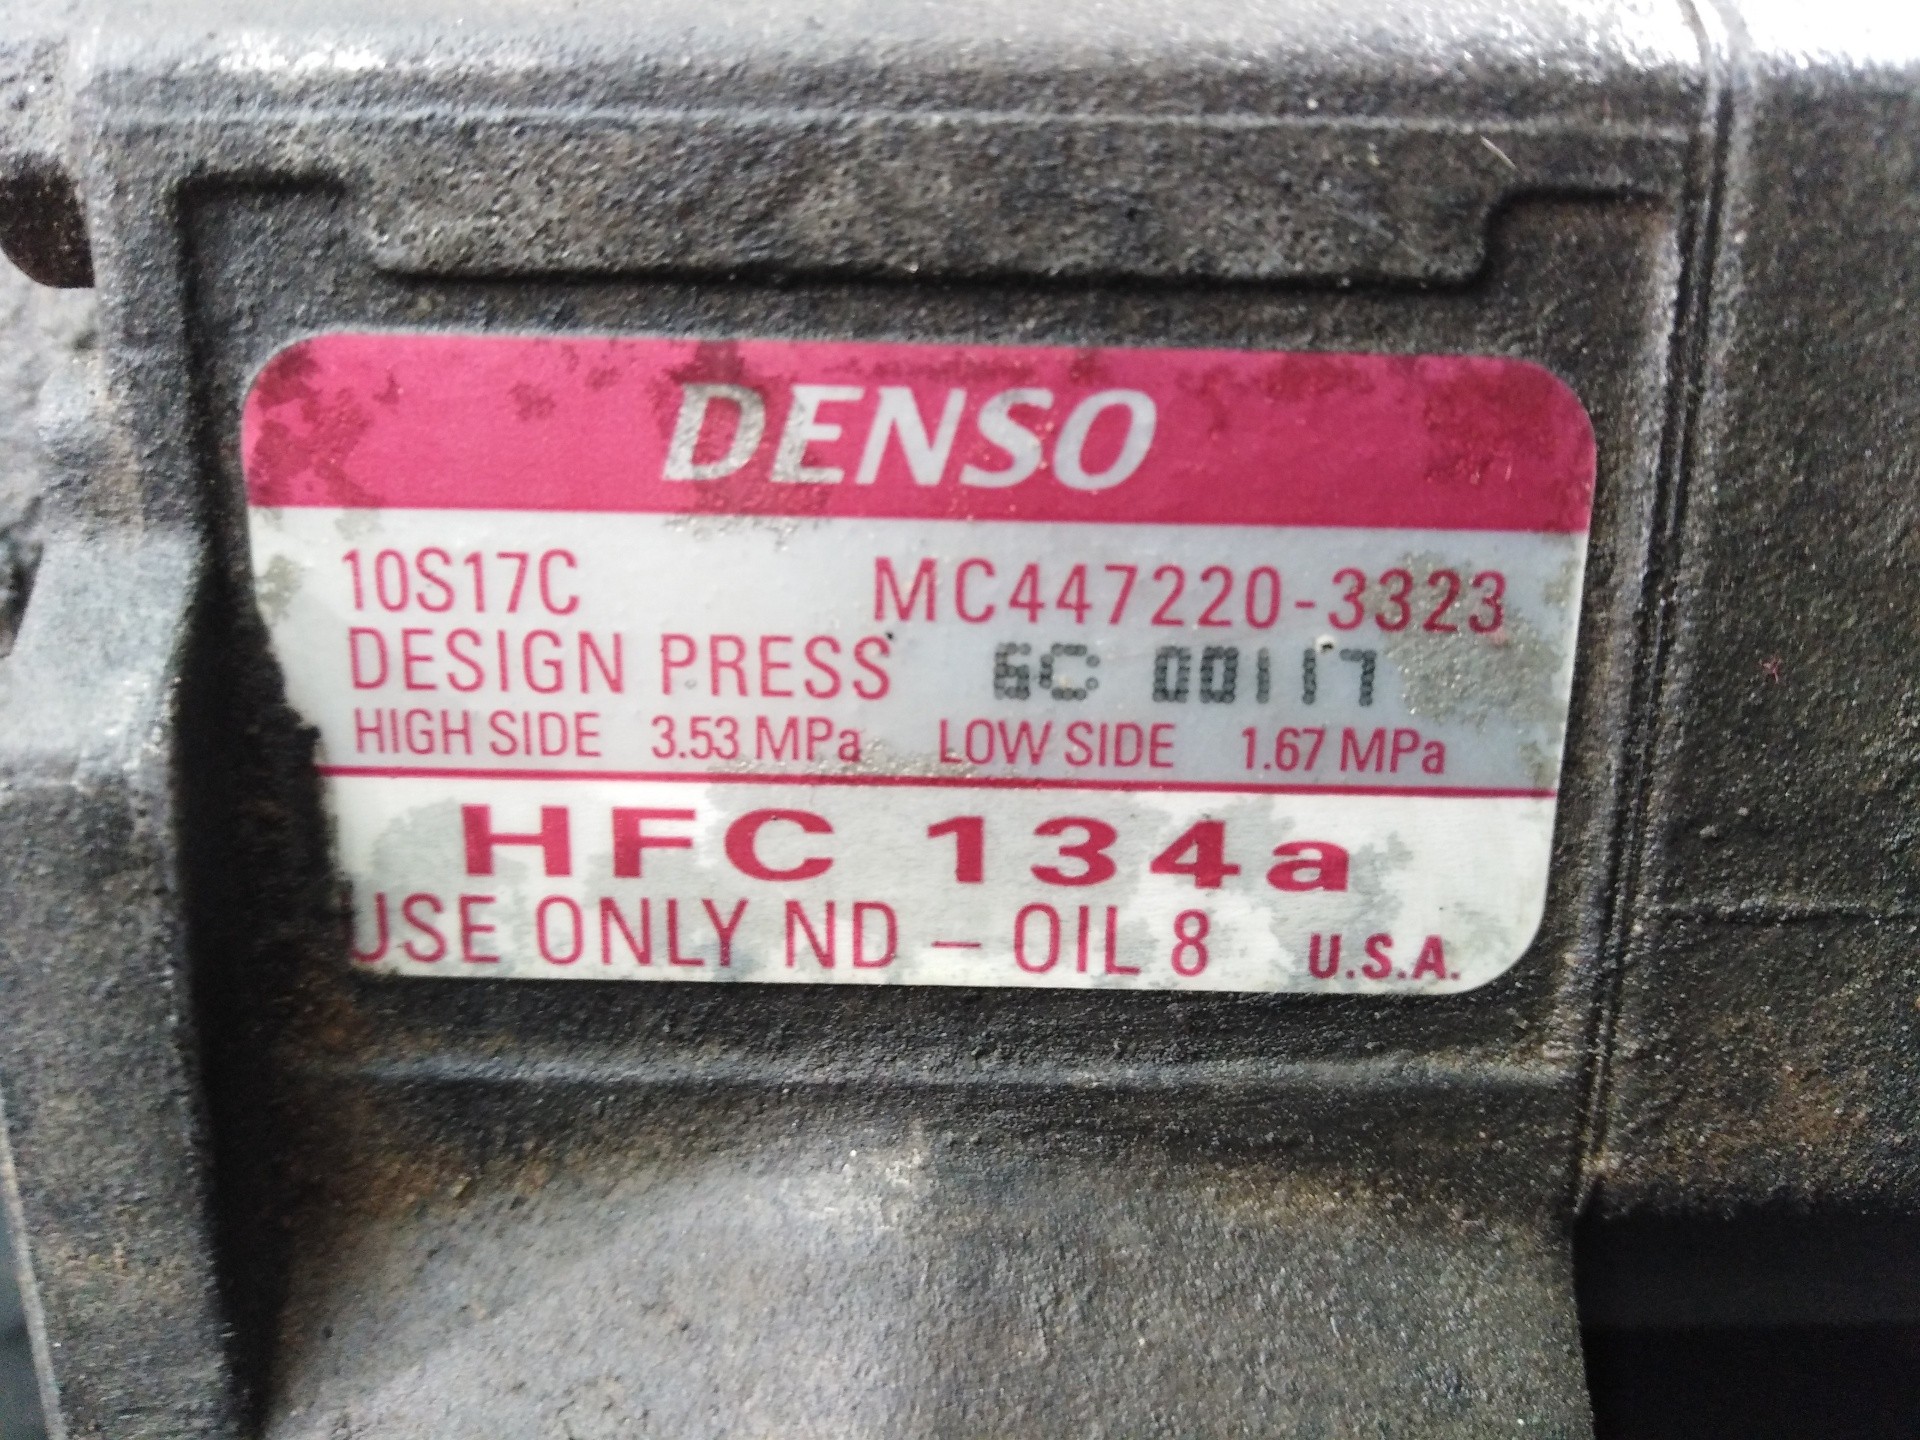 DENSO
10S17C MC447220-3323
DESIGN PRESS 6C 00117
HIGH SIDE 3.53 MPa LOW SIDE 1.67 MPa
HFC 134a
USE ONLY ND - OIL 8 U.S.A.